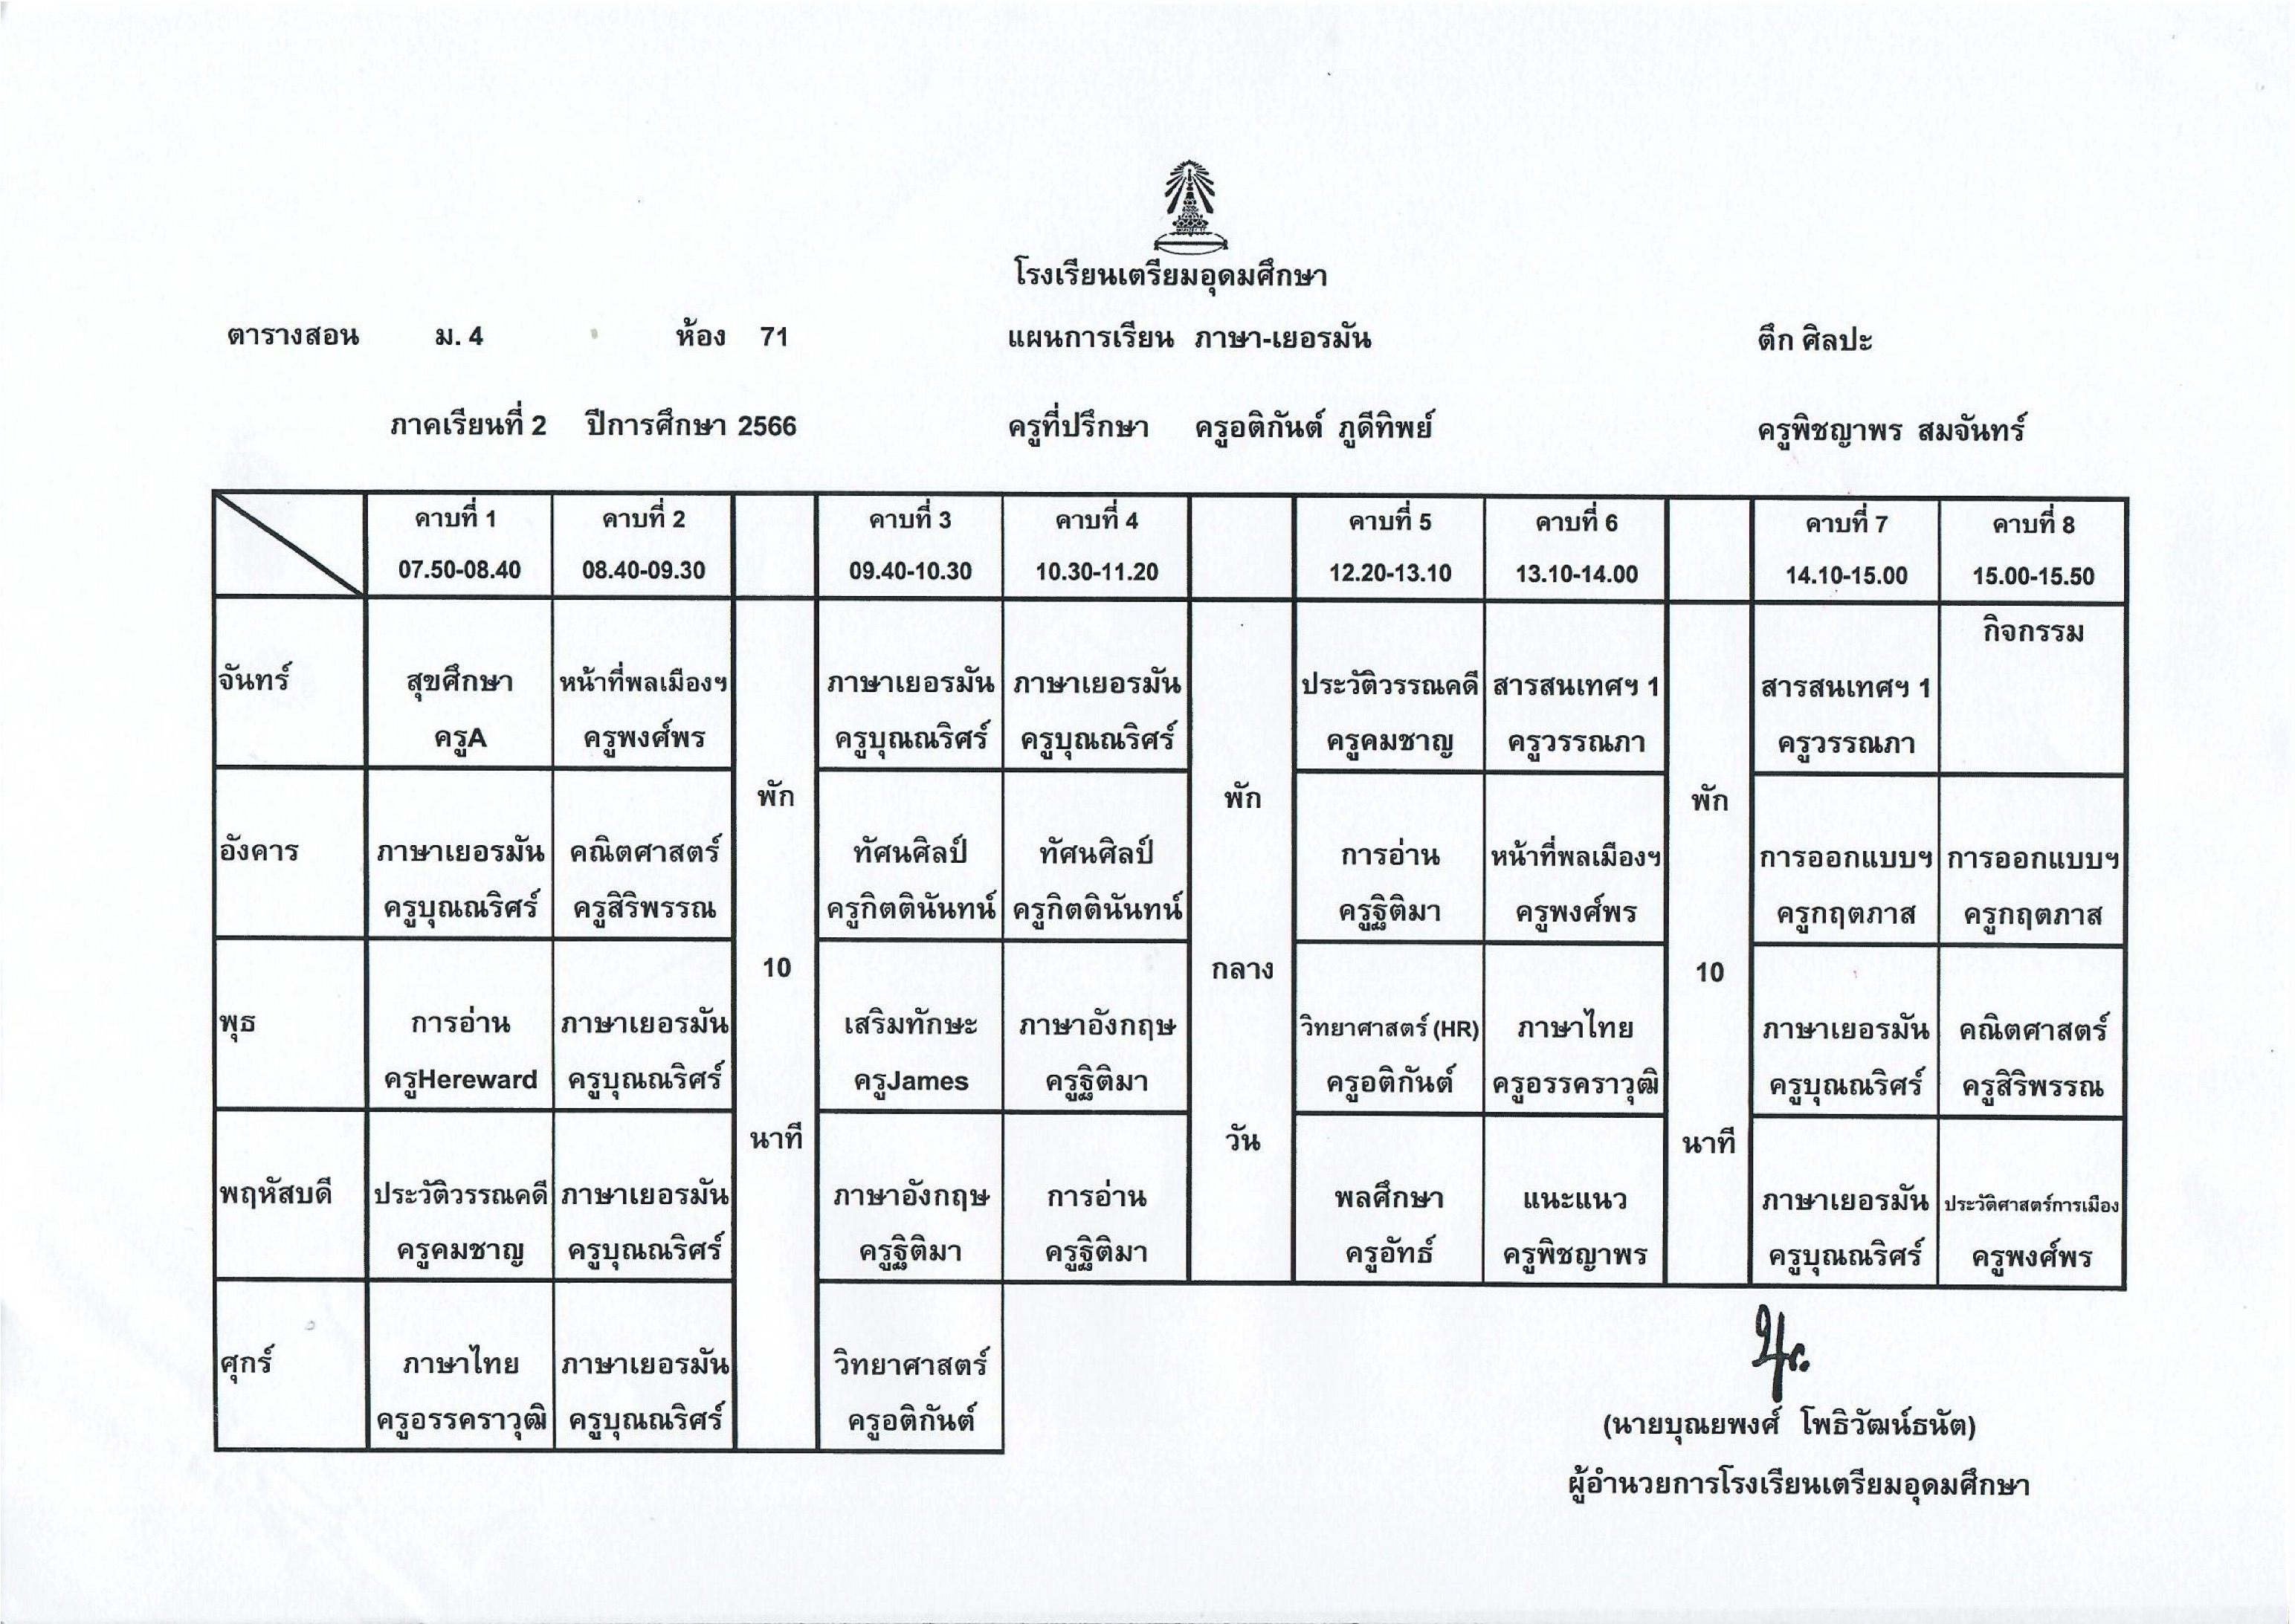 โรงเรียนเตรียมอุดมศึกษา
ตารางสอน ม. 4 ห้อง 71 แผนการเรียน ภาษา-เยอรมัน ตึก ศิลปะ
ภาคเรียนที่ 2 ปีการศึกษา 2566 ครูที่ปรึกษา ครูอติกันต์ ภูดีทิพย์ ครูพิชญาพร สมจันทร์
คาบที่ 1 คาบที่ 2 คาบที่ 3 คาบที่ 4 คาบที่ 5 คาบที่ 6 คาบที่ 7 คาบที่ 8
07.50-08.40 08.40-09.30 09.40-10.30 10.30-11.20 12.20-13.10 13.10-14.00 14.10-15.00 15.00-15.50
จันทร์ สุขศึกษา หน้าที่พลเมืองฯ ภาษาเยอรมัน ภาษาเยอรมัน ประวัติวรรณคดี สารสนเทศฯ 1 สารสนเทศฯ 1 กิจกรรม
ครูA ครูพงศ์พร ครูบุณณริศร์ ครูบุณณริศร์ ครูคมชาญ ครูวรรณภา ครูวรรณภา
พัก พัก พัก
อังคาร ภาษาเยอรมัน คณิตศาสตร์ ทัศนศิลป์ ทัศนศิลป์ การอ่าน หน้าที่พลเมืองฯ การออกแบบฯ การออกแบบฯ
ครูบุณณริศร์ ครูสิริพรรณ ครูกิตตินันทน์ ครูกิตตินันทน์ ครูฐิติมา ครูพงศ์พร ครูกฤตภาส ครูกฤตภาส
10 กลาง 10
พุธ การอ่าน ภาษาเยอรมัน เสริมทักษะ ภาษาอังกฤษ วิทยาศาสตร์ (HR) ภาษาไทย ภาษาเยอรมัน คณิตศาสตร์
ครูHereward ครูบุณณริศร์ ครูJames ครูฐิติมา ครูอติกันต์ ครูอรรคราวุฒิ ครูบุณณริศร์ ครูสิริพรรณ
นาที วัน นาที
พฤหัสบดี ประวัติวรรณคดี ภาษาเยอรมัน ภาษาอังกฤษ การอ่าน พลศึกษา แนะแนว ภาษาเยอรมัน ประวัติศาสตร์การเมือง
ครูคมชาญ ครูบุณณริศร์ ครูฐิติมา ครูฐิติมา ครูอัทธ์ ครูพิชญาพร ครูบุณณริศร์ ครูพงศ์พร
ศุกร์ ภาษาไทย ภาษาเยอรมัน วิทยาศาสตร์
ครูอรรคราวุฒิ ครูบุณณริศร์ ครูอติกันต์
(นายบุณยพงศ์ โพธิวัฒน์ธนัต)
ผู้อำนวยการโรงเรียนเตรียมอุดมศึกษา